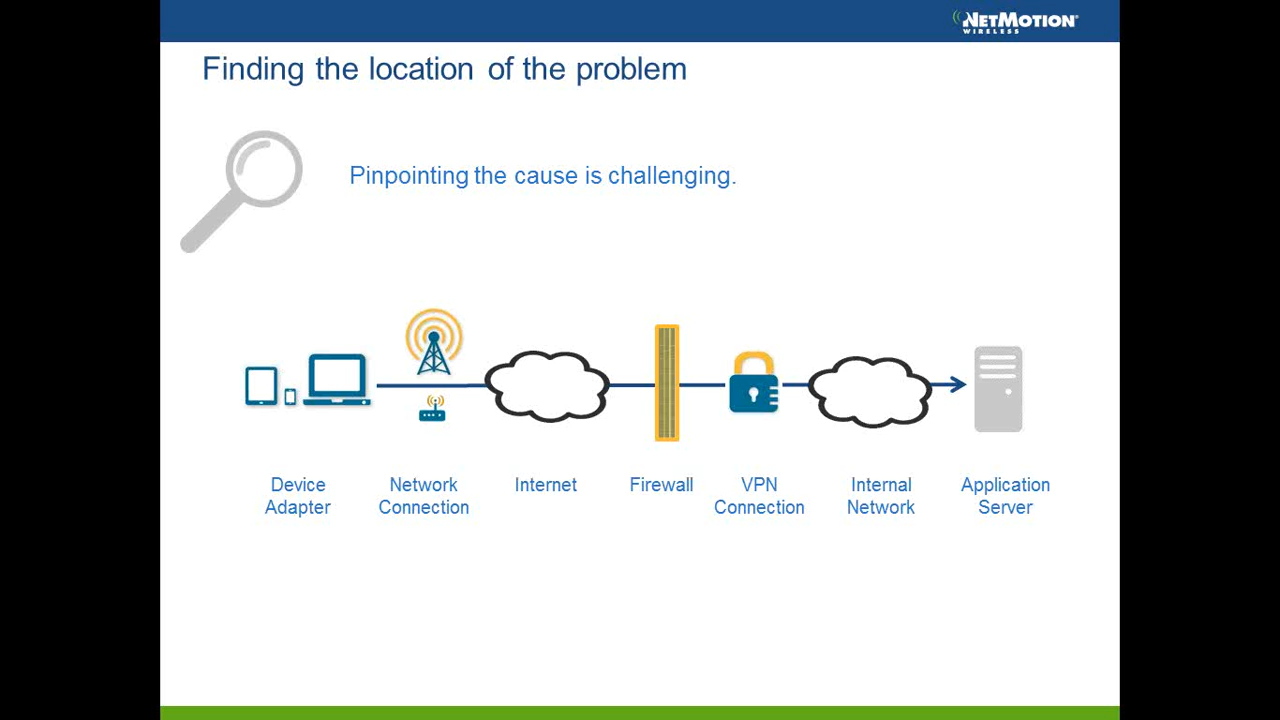 NETMOTION
WIRELESS
Finding the location of the problem
Pinpointing the cause is challenging.
Device Adapter
Network Connection
Internet
Firewall
VPN Connection
Internal Network
Application Server